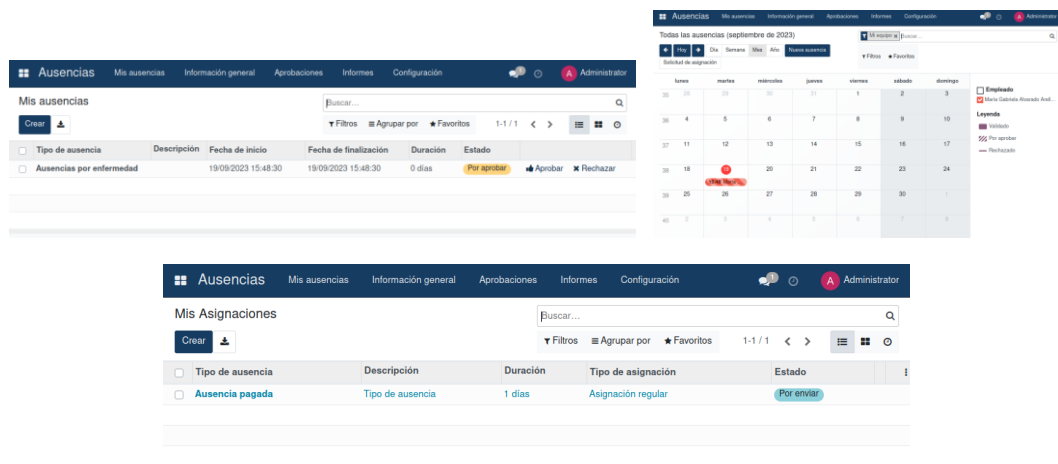 Ausencias Mis ausencias Información general Aprobaciones Informes Configuración 1 A Administrator
Mis ausencias Buscar...
Crear Filtros Agrupar por Favoritos 1-1 / 1
Tipo de ausencia Descripción Fecha de inicio Fecha de finalización Duración Estado
Ausencias por enfermedad 19/09/2023 15:48:30 19/09/2023 15:48:30 0 días Por aprobar Aprobar Rechazar
Ausencias Mis ausencias Información general Aprobaciones Informes Configuración A Administrator
Todas las ausencias (septiembre de 2023) Mi equipo x Buscar...
Hoy Día Semana Mes Año Nueva ausencia Filtros Favoritos
Solicitud de asignación
lunes martes miércoles jueves viernes sábado domingo
35 28 29 30 31 1 2 3
36 4 5 6 7 8 9 10
37 11 12 13 14 15 16 17
38 18 19 20 21 22 23 24
39 25 26 27 28 29 30 1
40 2 3 4 5 6 7 8
Empleado
María Gabriela Alvarado Andr...
Leyenda
Validado
Por aprobar
Rechazado
Ausencias Mis ausencias Información general Aprobaciones Informes Configuración 1 A Administrator
Mis Asignaciones Buscar...
Crear Filtros Agrupar por Favoritos 1-1 / 1
Tipo de ausencia Descripción Duración Tipo de asignación Estado
Ausencia pagada Tipo de ausencia 1 días Asignación regular Por enviar